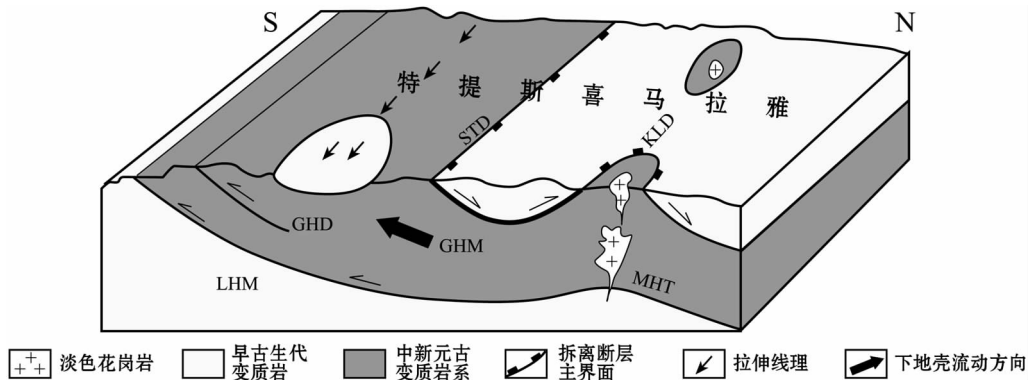 S
N
特提斯喜马拉雅
STD
KLD
GHD
GHM
LHM
MHT
淡色花岗岩
早古生代
变质岩
中新元古
变质岩系
拆离断层
主界面
拉伸线理
下地壳流动方向